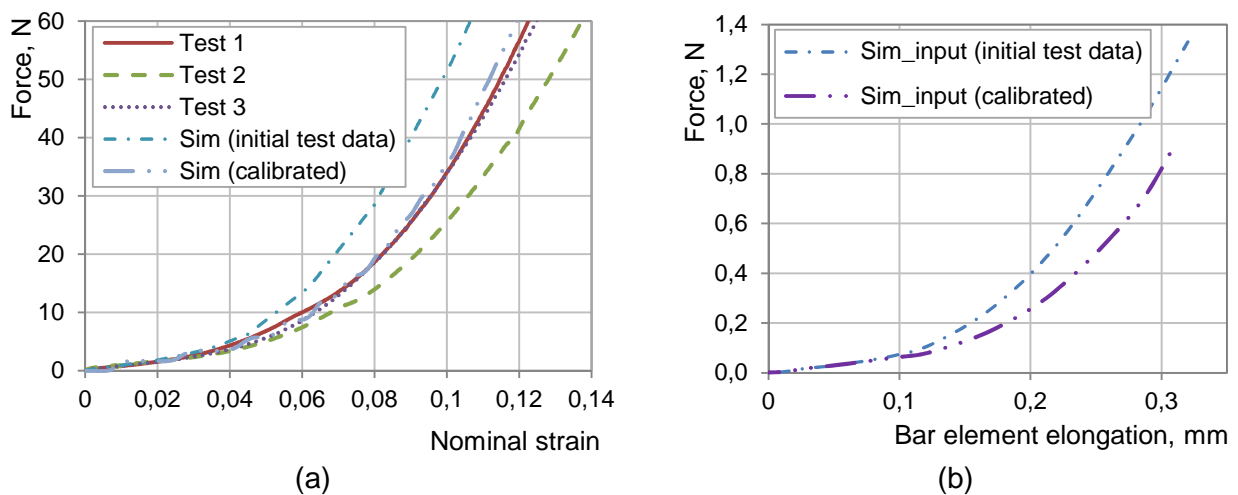 Force, N
60
50
40
30
20
10
0
Test 1
Test 2
Test 3
Sim (initial test data)
Sim (calibrated)
0 0,02 0,04 0,06 0,08 0,1 0,12 0,14
Nominal strain
(a)
Force, N
1,4
1,2
1,0
0,8
0,6
0,4
0,2
0,0
Sim_input (initial test data)
Sim_input (calibrated)
0 0,1 0,2 0,3
Bar element elongation, mm
(b)